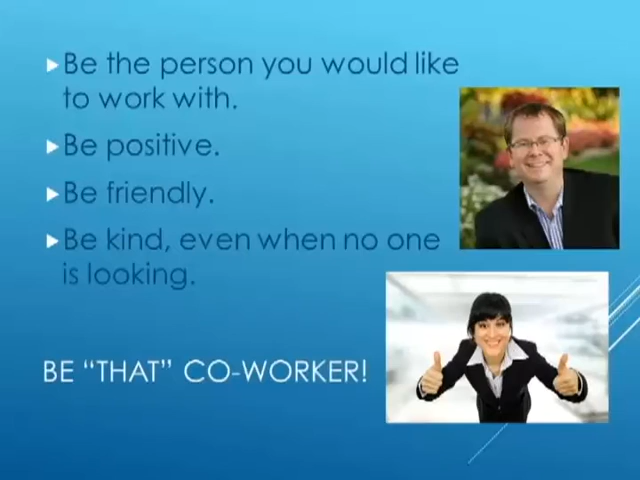 Be the person you would like
to work with.
Be positive.
Be friendly.
Be kind, even when no one
is looking.
BE “THAT” CO-WORKER!